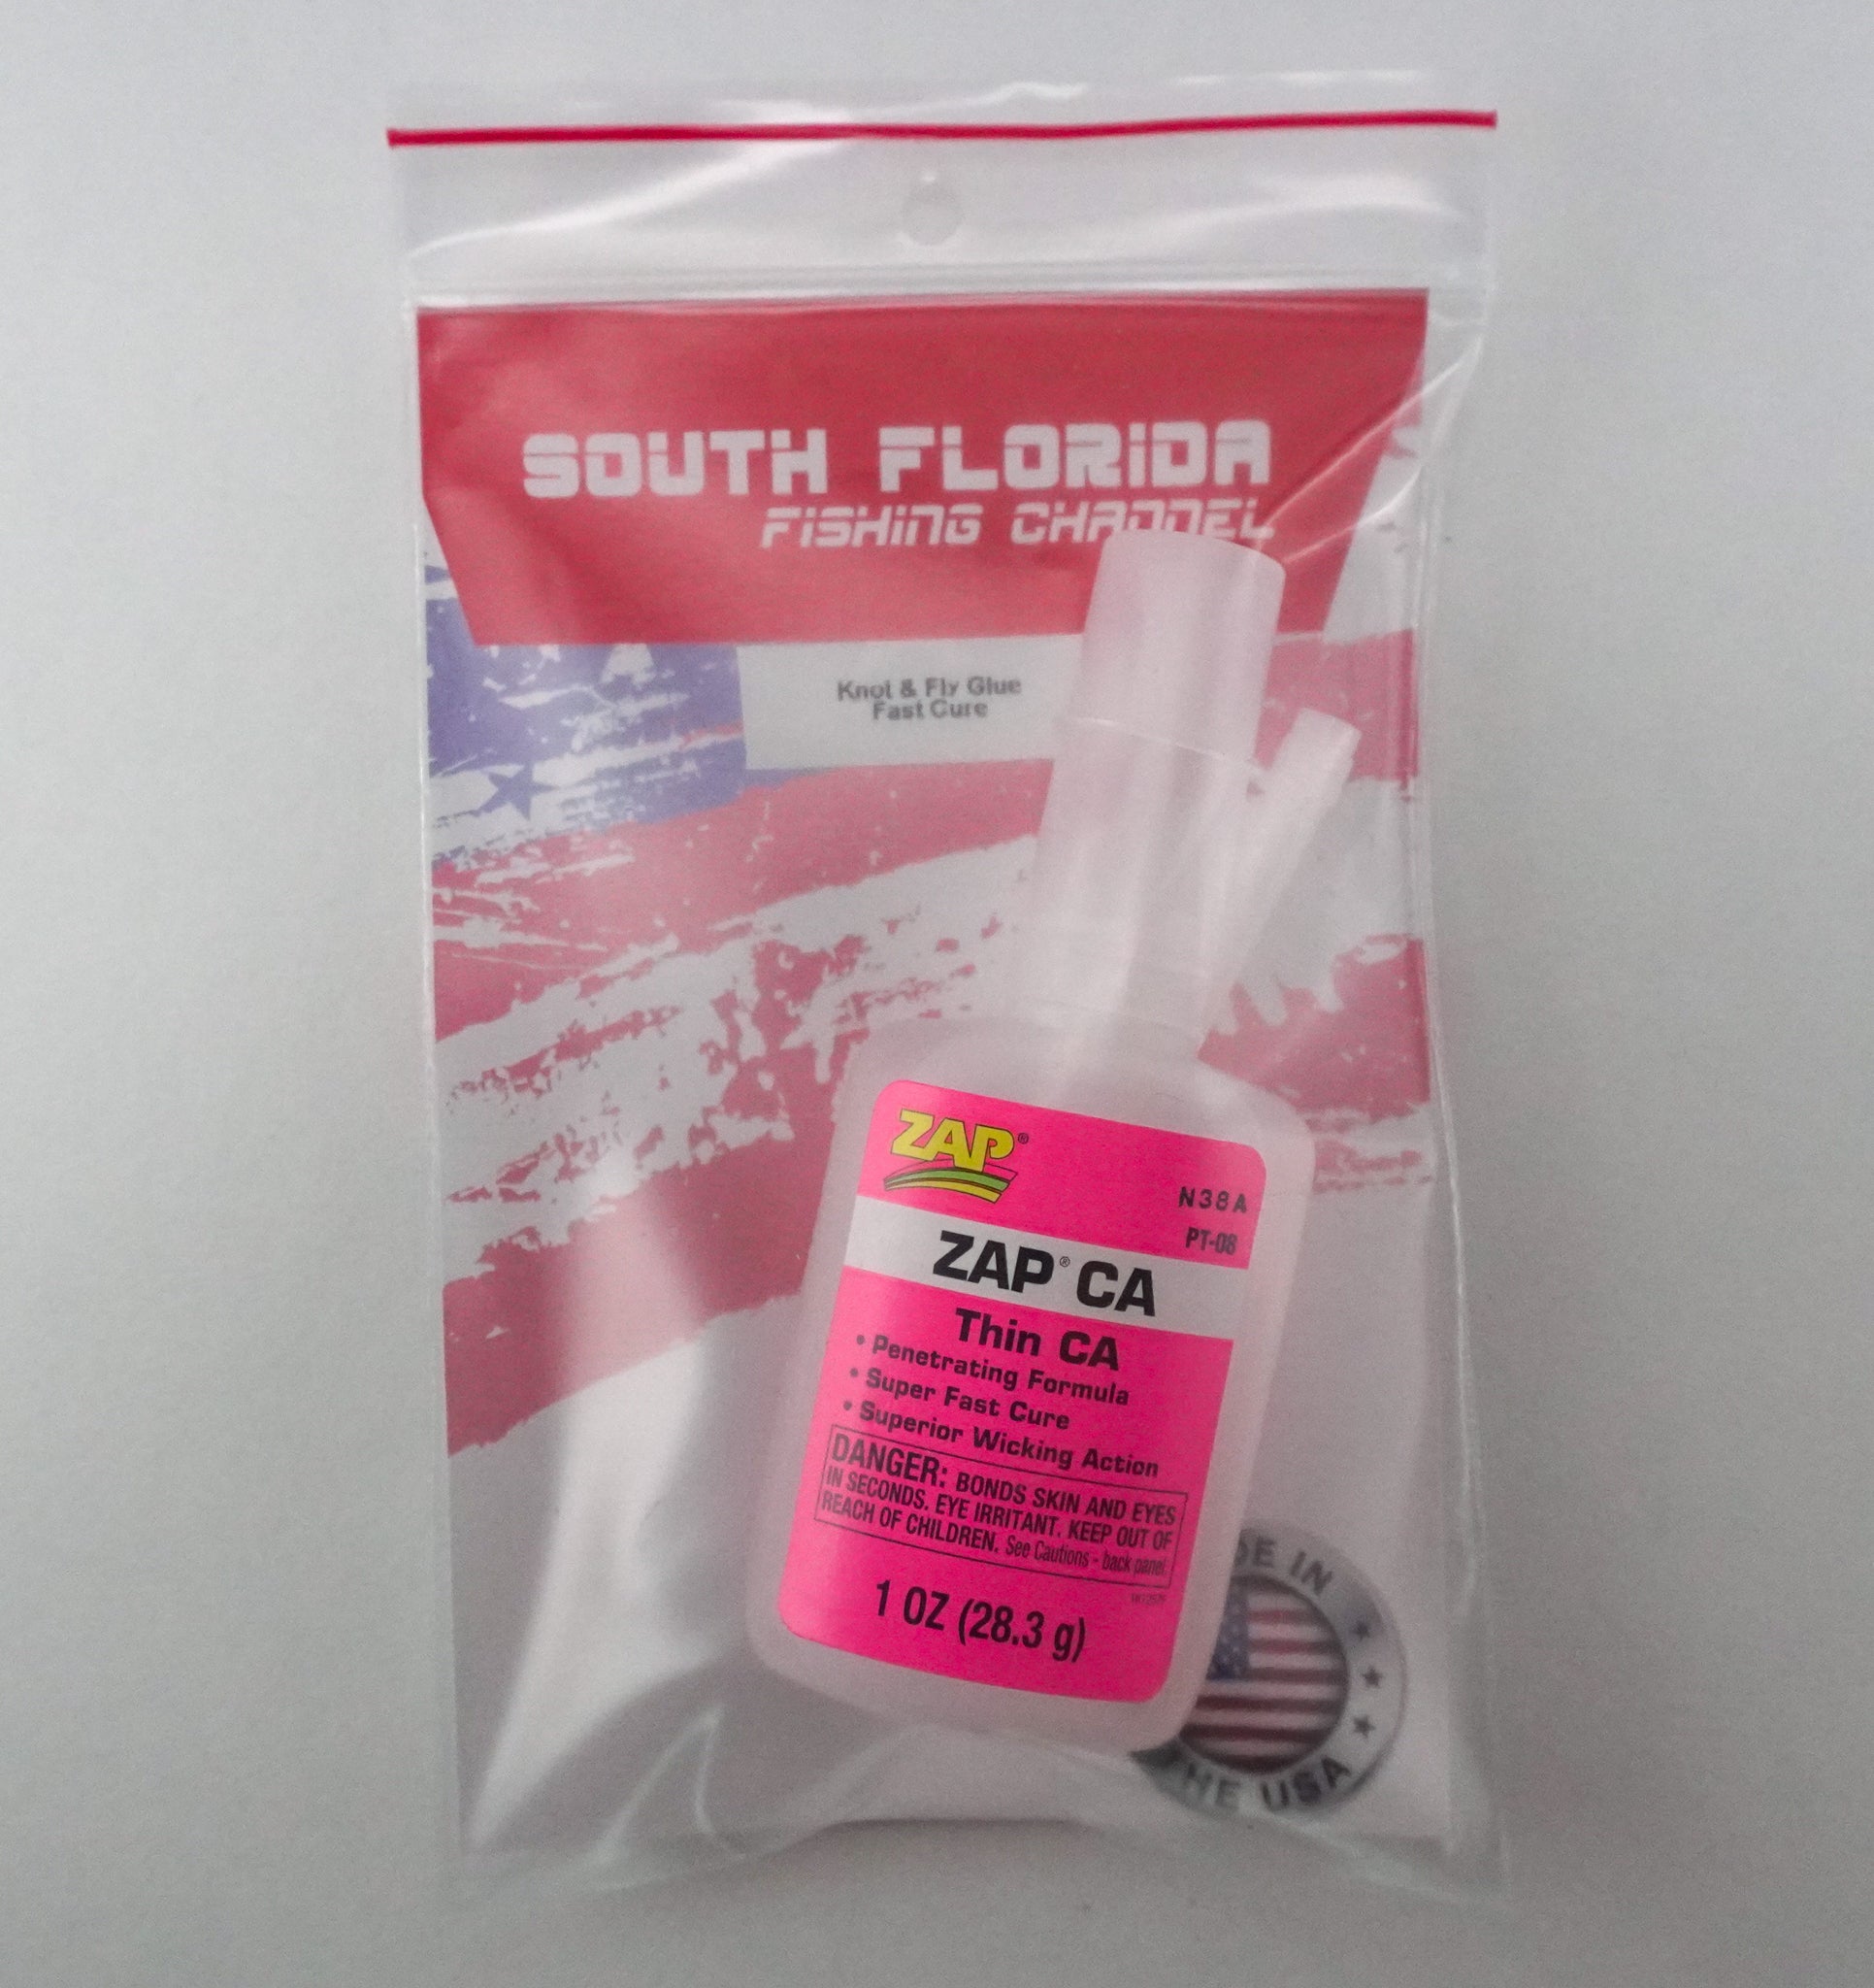 SOUTH FLORIDA
FISHING CHANNEL
Knot & Fly Glue
Fast Cure
ZAP®
N38A
PT-08
ZAP® CA
Thin CA
• Penetrating Formula
• Super Fast Cure
• Superior Wicking Action
DANGER: BONDS SKIN AND EYES
IN SECONDS. EYE IRRITANT. KEEP OUT OF
REACH OF CHILDREN. See Cautions - back panel
1 OZ (28.3 g)
DE IN
HE USA